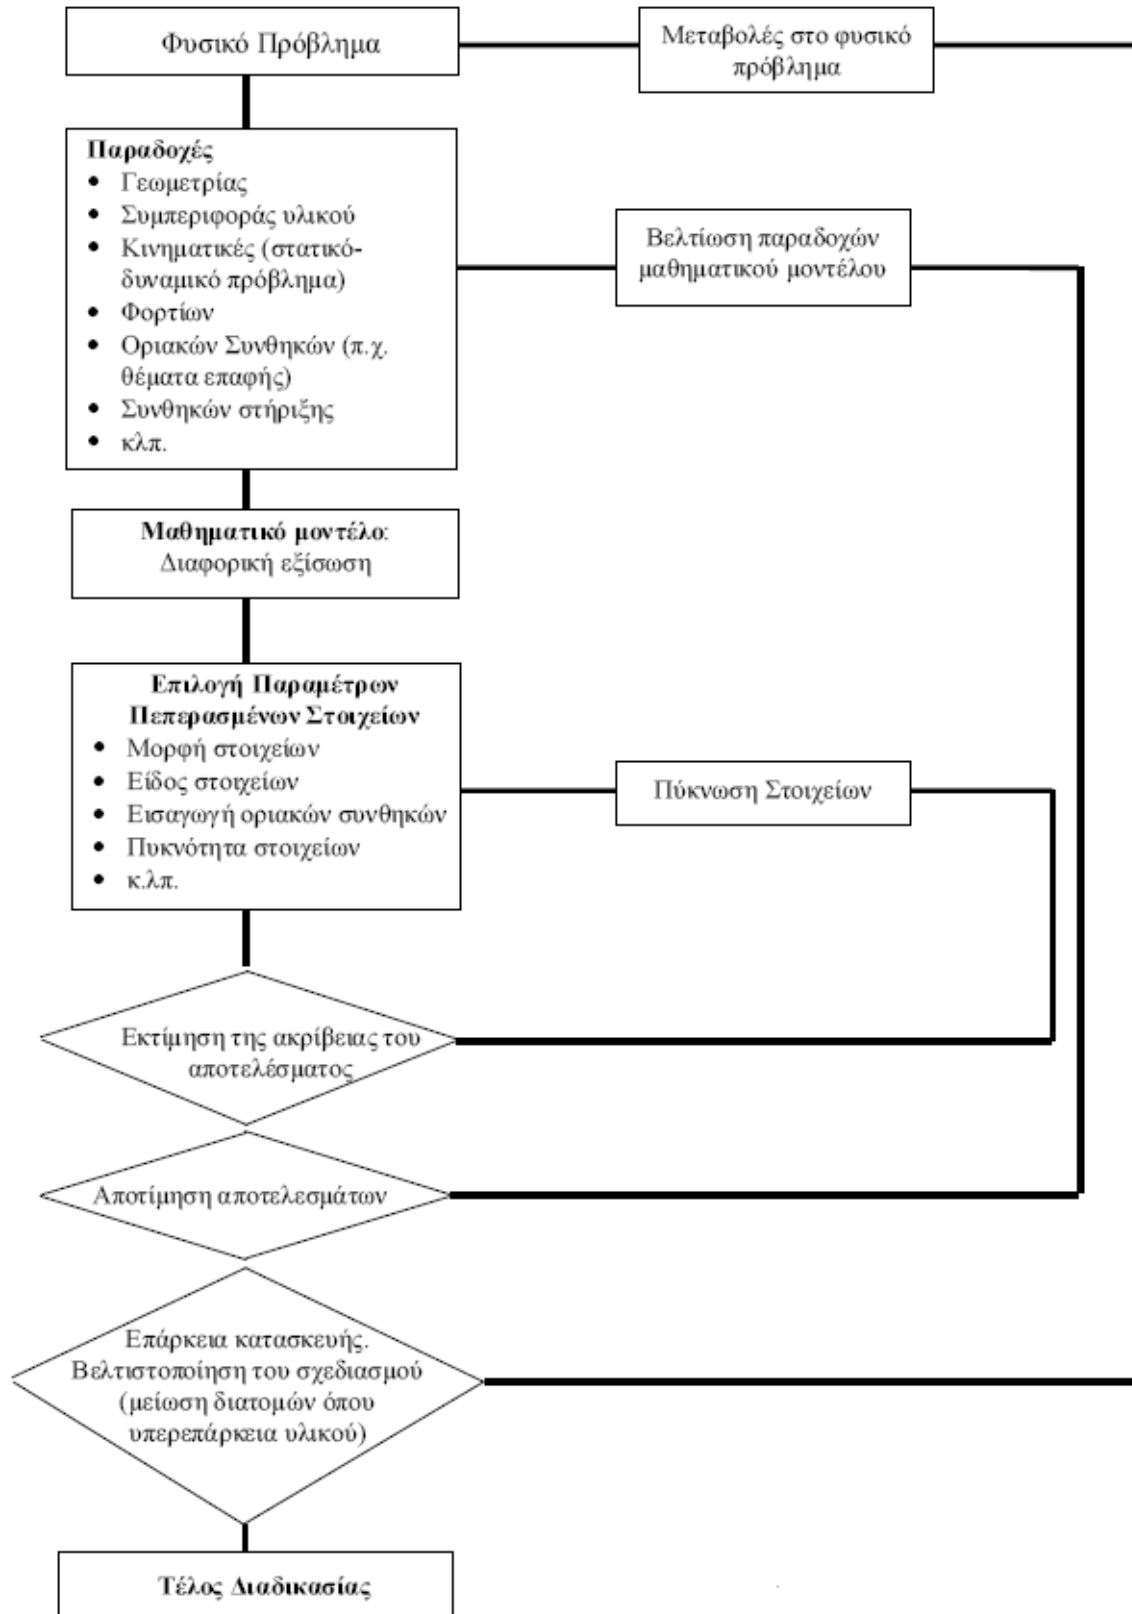 Φυσικό Πρόβλημα
Μεταβολές στο φυσικό
πρόβλημα
Παραδοχές
• Γεωμετρίας
• Συμπεριφοράς υλικού
• Κινηματικές (στατικό-
δυναμικό πρόβλημα)
• Φορτίων
• Οριακών Συνθηκών (π.χ.
θέματα επαφής)
• Συνθηκών στήριξης
• κλπ.
Βελτίωση παραδοχών
μαθηματικού μοντέλου
Μαθηματικό μοντέλο:
Διαφορική εξίσωση
Επιλογή Παραμέτρων
Πεπερασμένων Στοιχείων
• Μορφή στοιχείων
• Είδος στοιχείων
• Εισαγωγή οριακών συνθηκών
• Πυκνότητα στοιχείων
• κ.λπ.
Πύκνωση Στοιχείων
Εκτίμηση της ακρίβειας του
αποτελέσματος
Αποτίμηση αποτελεσμάτων
Επάρκεια κατασκευής.
Βελτιστοποίηση του σχεδιασμού
(μείωση διατομών όπου
υπερεπάρκεια υλικού)
Τέλος Διαδικασίας